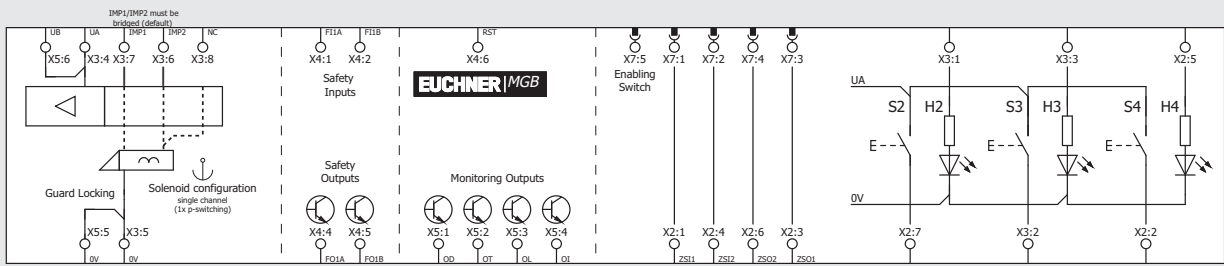 IMP1/IMP2 must be
bridged (default)
UB UA IMP1 IMP2 NC FI1A FI1B RST
X5:6 X3:4 X3:7 X3:6 X3:8 X4:1 X4:2 X4:6 X7:5 X7:1 X7:2 X7:4 X7:3 X3:1 X3:3 X2:5
Safety
Inputs
EUCHNER MGB
Enabling
Switch
UA
S2 H2 S3 H3 S4 H4
E E E
Guard Locking
Solenoid configuration
single channel
(1x p-switching)
Safety
Outputs
Monitoring Outputs
0V
X5:5 X3:5 X4:4 X4:5 X5:1 X5:2 X5:3 X5:4 X2:1 X2:4 X2:6 X2:3 X2:7 X3:2 X2:2
0V 0V FO1A FO1B OD OT OL OI ZSI1 ZSI2 ZSO2 ZSO1